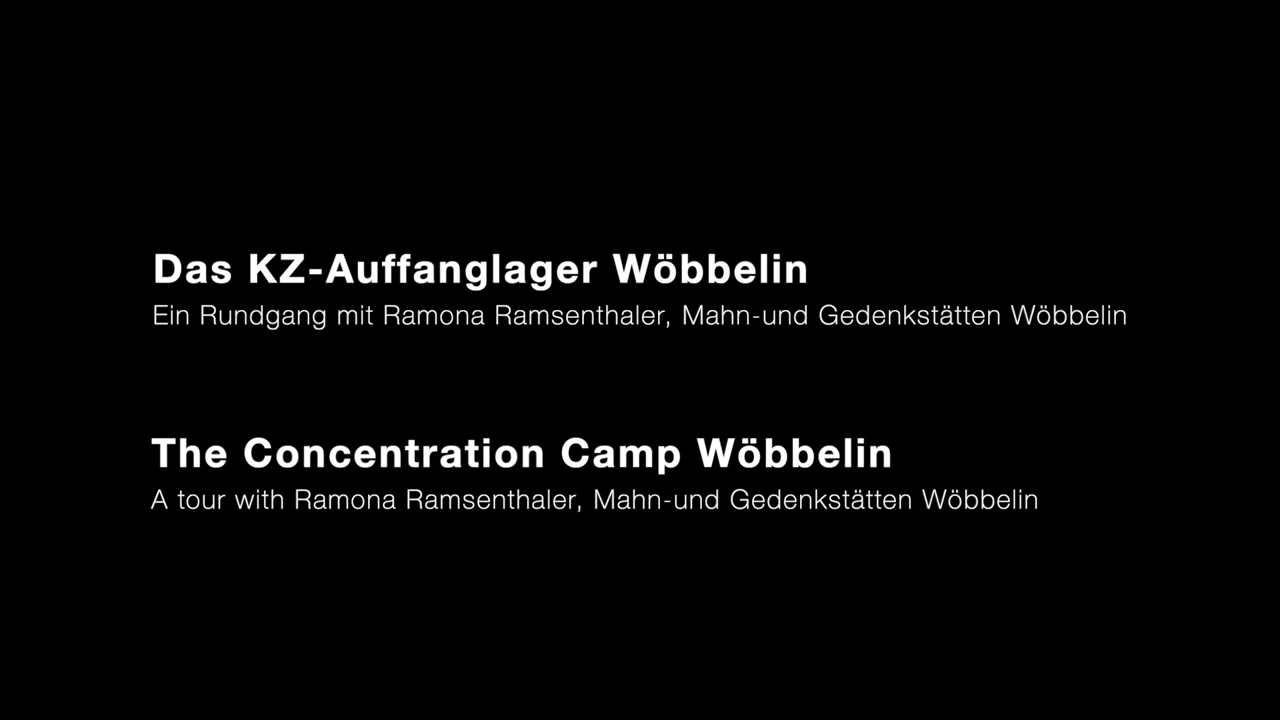 Das KZ-Auffanglager Wöbbelin
Ein Rundgang mit Ramona Ramsenthaler, Mahn-und Gedenkstätten Wöbbelin
The Concentration Camp Wöbbelin
A tour with Ramona Ramsenthaler, Mahn-und Gedenkstätten Wöbbelin